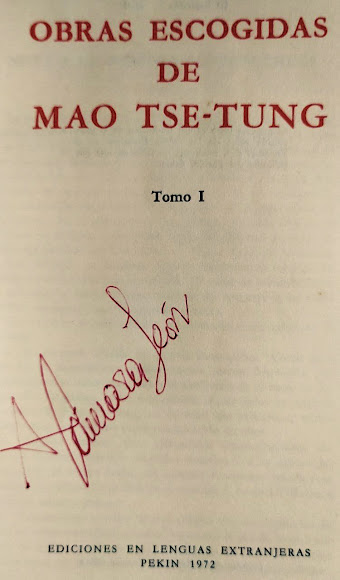 OBRAS ESCOGIDAS
DE
MAO TSE-TUNG
Tomo I
León
EDICIONES EN LENGUAS EXTRANJERAS
PEKIN 1972